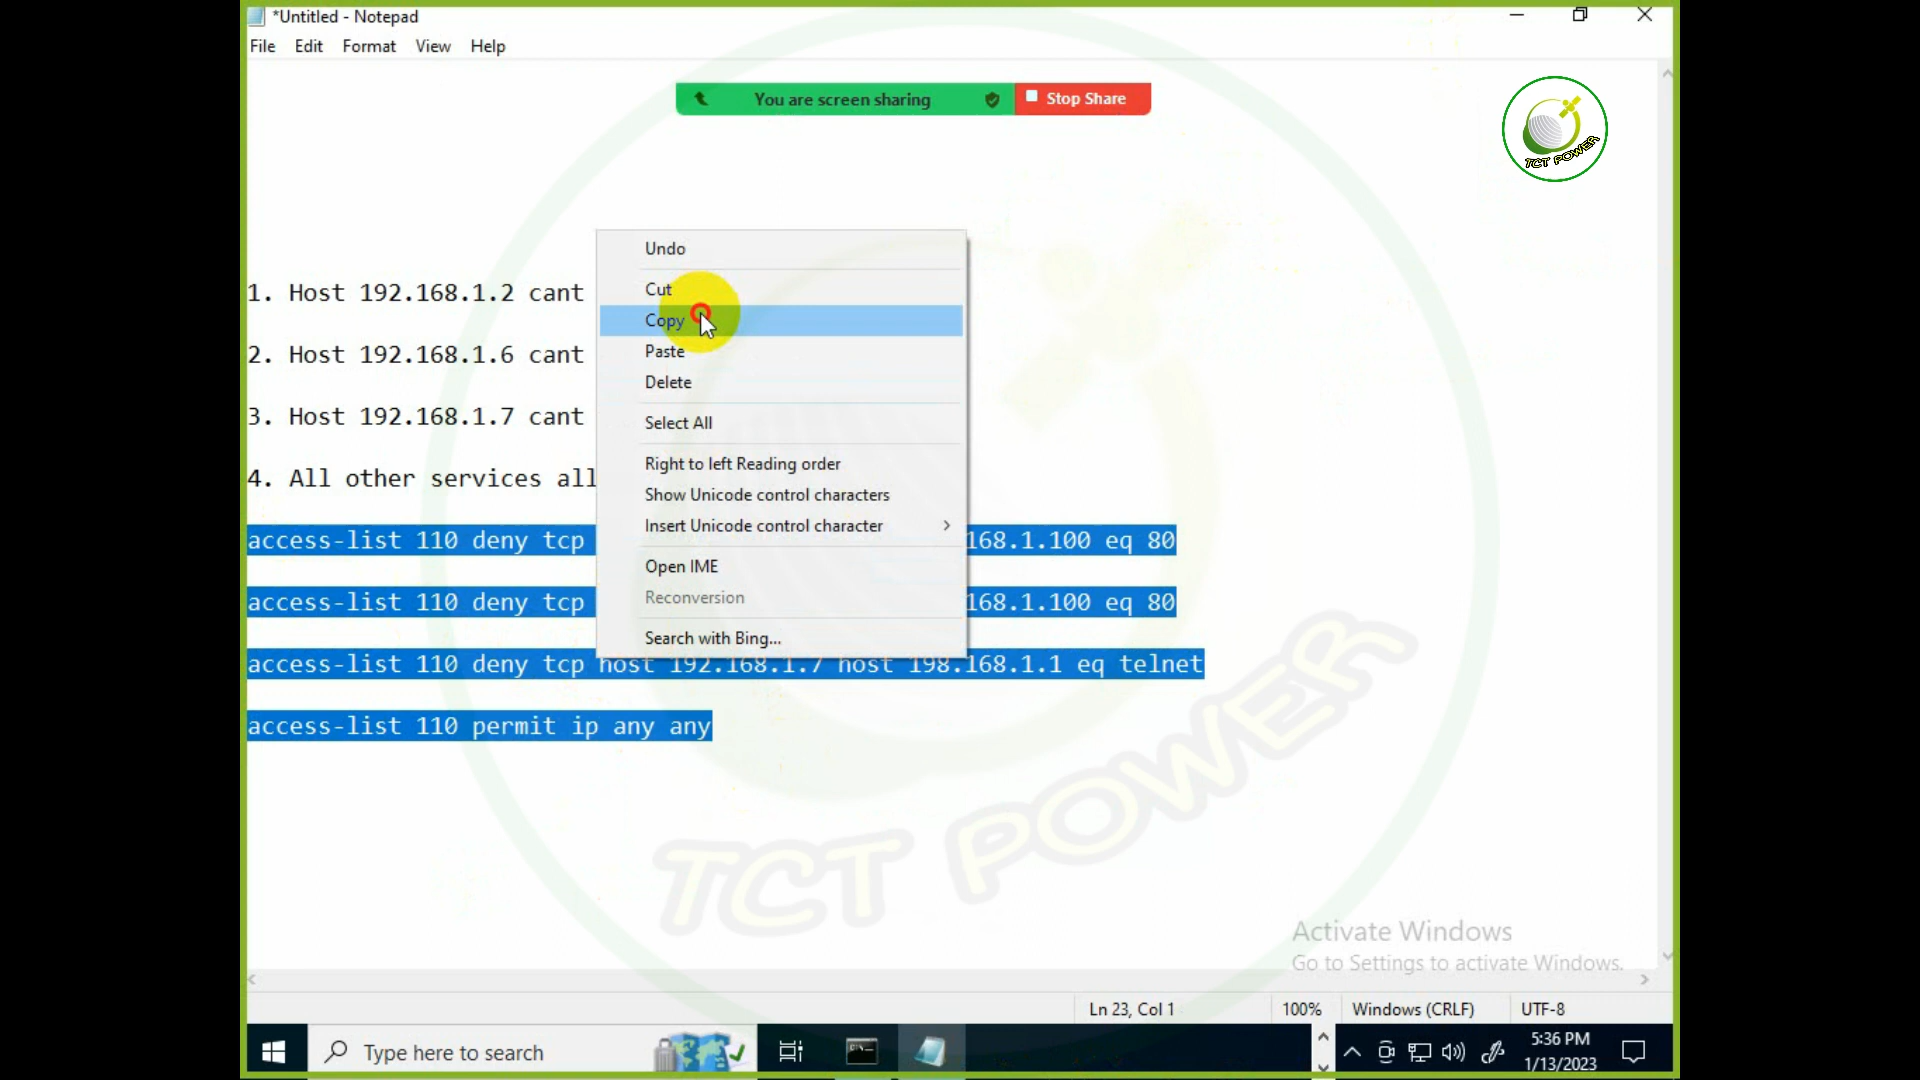 *Untitled - Notepad
File Edit Format View Help
You are screen sharing Stop Share
TCT POWER
Undo
1. Host 192.168.1.2 cant
Cut
Copy
Paste
2. Host 192.168.1.6 cant
Delete
3. Host 192.168.1.7 cant
Select All
Right to left Reading order
4. All other services all
Show Unicode control characters
Insert Unicode control character
access-list 110 deny tcp 168.1.100 eq 80
Open IME
Reconversion
access-list 110 deny tcp 168.1.100 eq 80
Search with Bing...
access-list 110 deny tcp host 192.168.1.7 host 198.168.1.1 eq telnet
access-list 110 permit ip any any
TCT POWER
Activate Windows
Go to Settings to activate Windows.
Ln 23, Col 1 100% Windows (CRLF) UTF-8
Type here to search
5:36 PM
1/13/2023